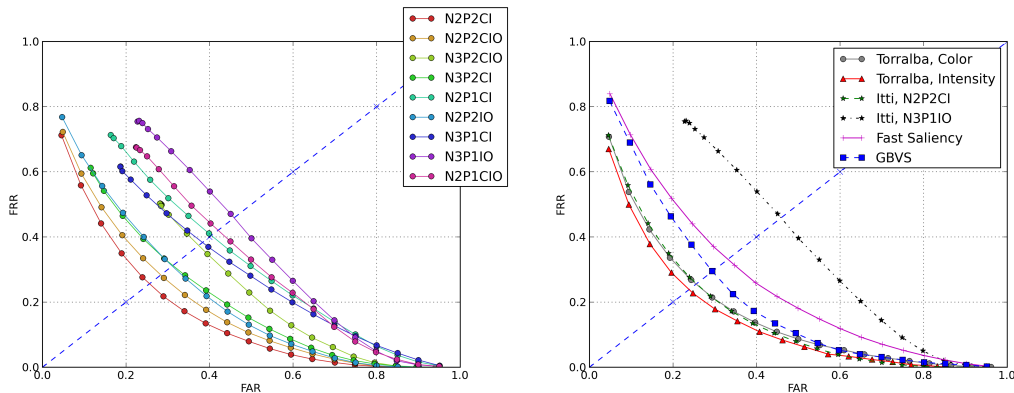 N2P2CI
N2P2CIO
N3P2CIO
N3P2CI
N2P1CI
N2P2IO
N3P1CI
N3P1IO
N2P1CIO
1.0
0.8
0.6
0.4
0.2
0.0
FRR
0.0 0.2 0.4 0.6 0.8 1.0
FAR
Torralba, Color
Torralba, Intensity
Itti, N2P2CI
Itti, N3P1IO
Fast Saliency
GBVS
1.0
0.8
0.6
0.4
0.2
0.0
FRR
0.0 0.2 0.4 0.6 0.8 1.0
FAR